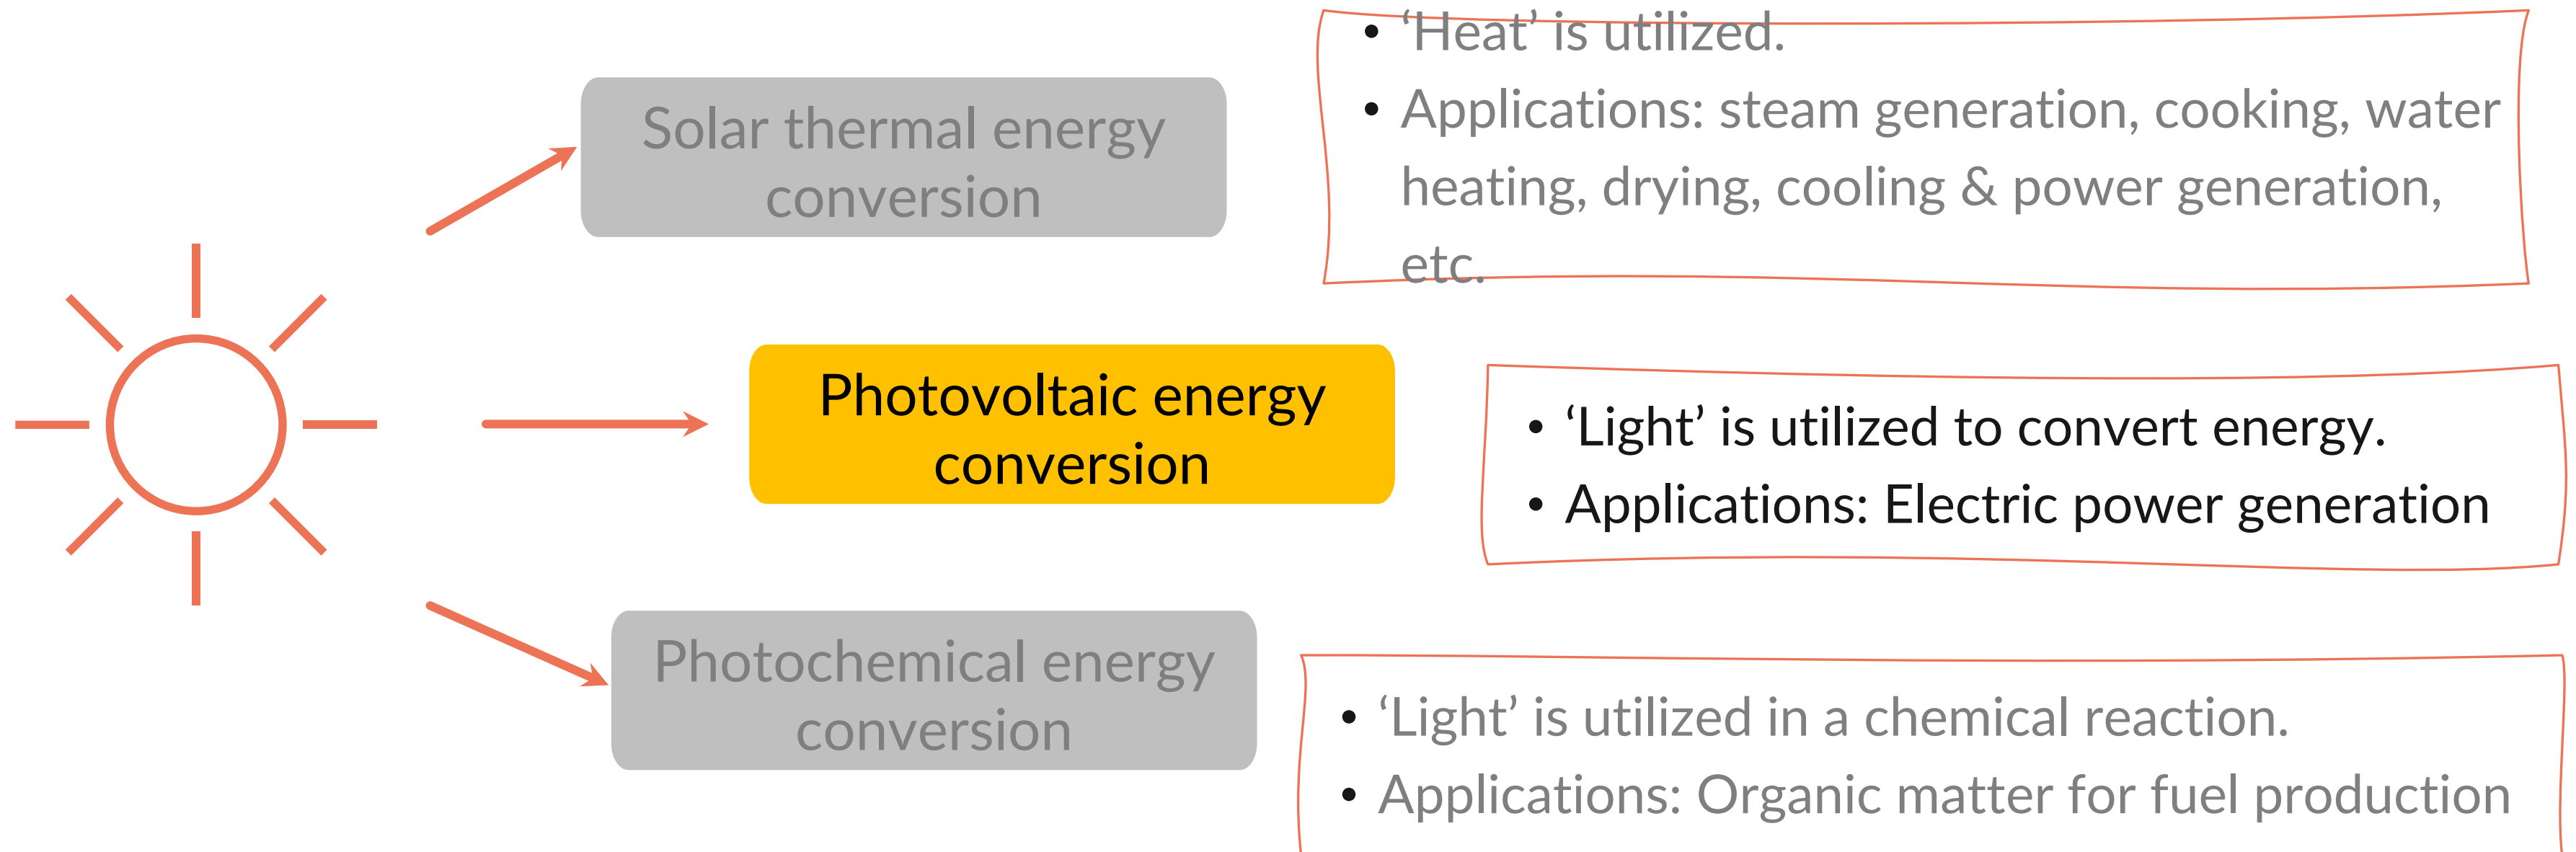 Solar thermal energy
conversion
• ‘Heat’ is utilized.
• Applications: steam generation, cooking, water
heating, drying, cooling & power generation,
etc.
Photovoltaic energy
conversion
• ‘Light’ is utilized to convert energy.
• Applications: Electric power generation
Photochemical energy
conversion
• ‘Light’ is utilized in a chemical reaction.
• Applications: Organic matter for fuel production